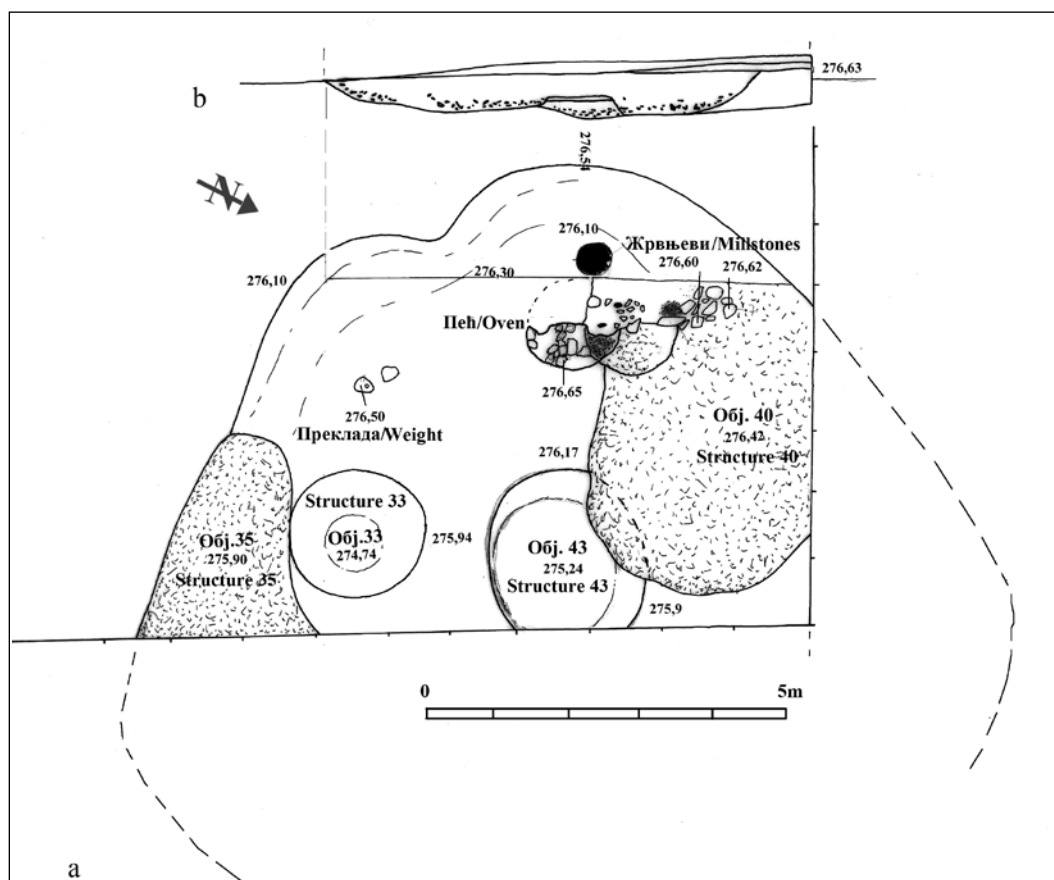 276,63
b
276,54
N
276,10
Жрвњеви/Millstones
276,60
276,62
276,10
276,30
Пећ/Oven
276,65
276,50
Преклада/Weight
Обј. 40
276,42
Structure 40
276,17
Structure 33
Обј.33
274,74
275,94
Обј.35
275,90
Structure 35
Обј. 43
275,24
Structure 43
275,9
0
5m
a